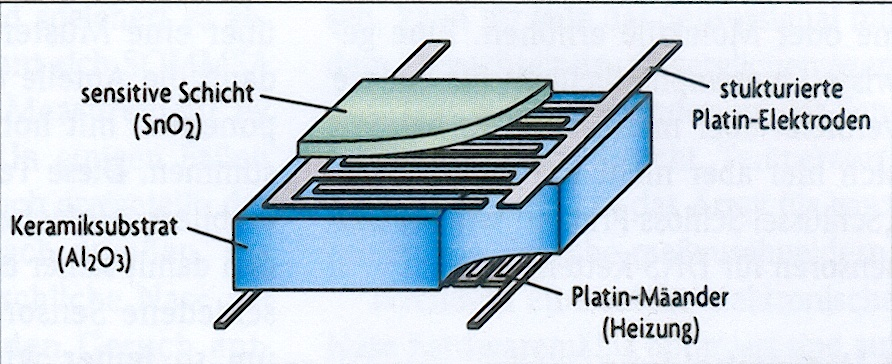 sensitive Schicht
(SnO₂)
stukturierte
Platin-Elektroden
Keramiksubstrat
(Al₂O₃)
Platin-Mäander
(Heizung)